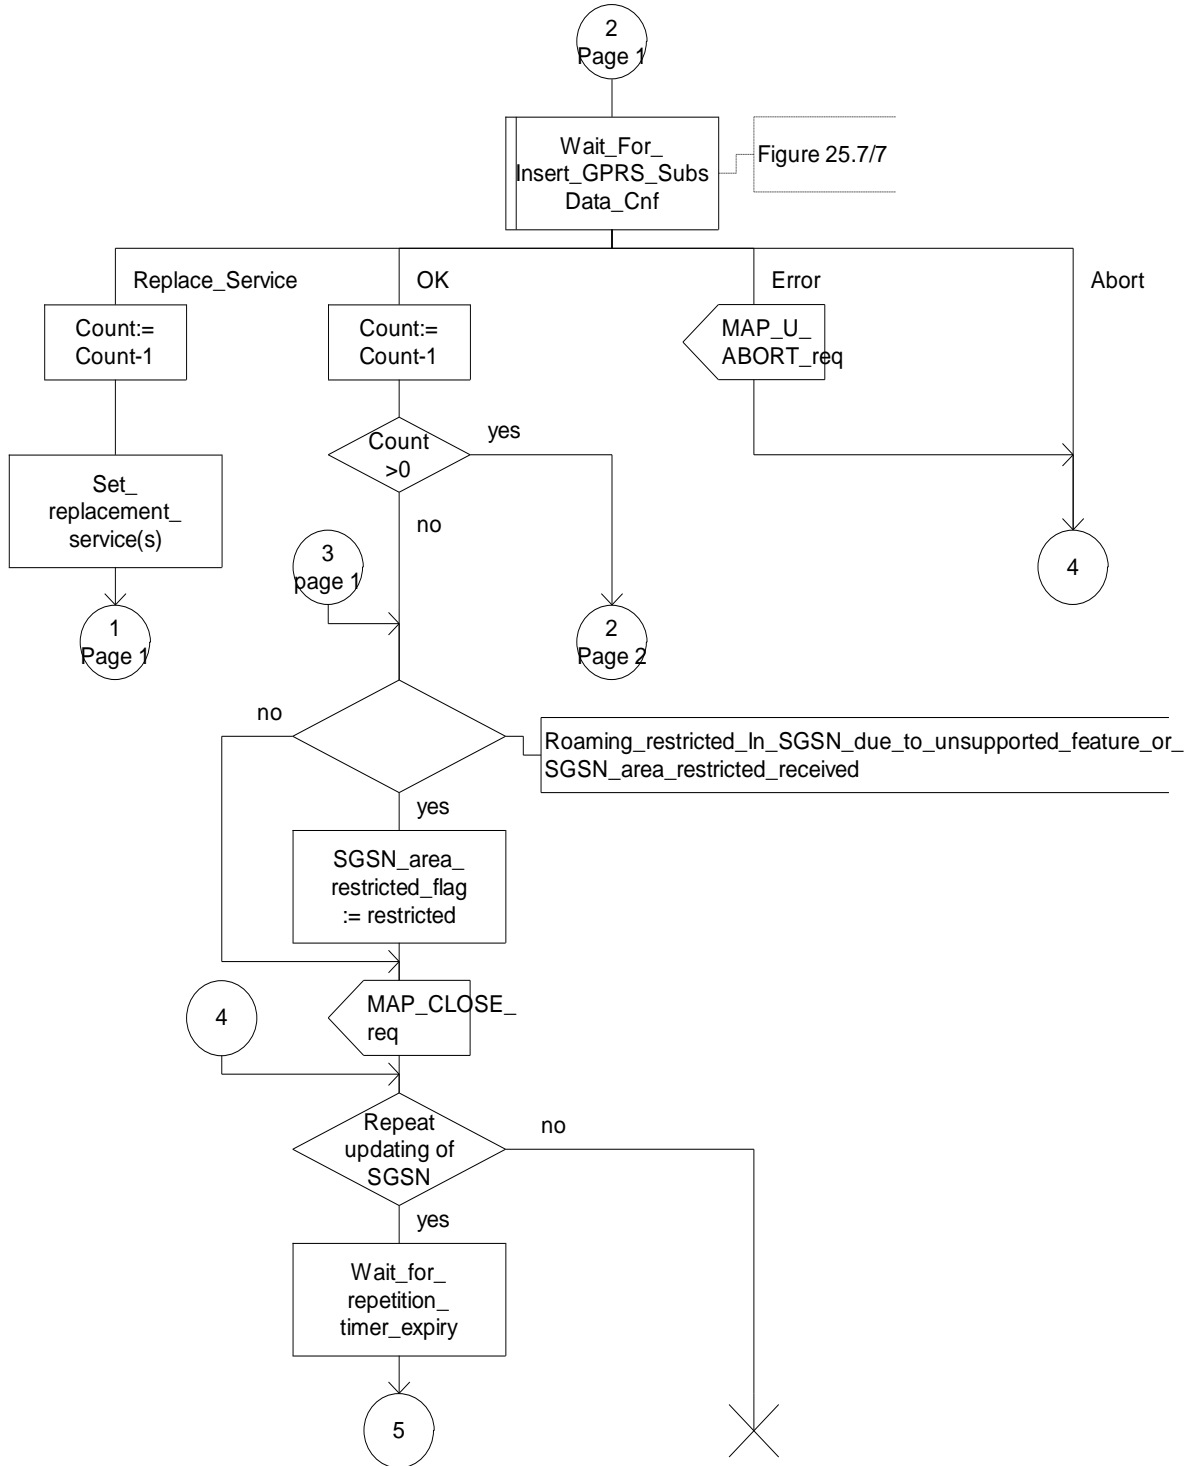 2
Page 1
Wait_For_
Insert_GPRS_Subs
Data_Cnf
Figure 25.7/7
Replace_Service
OK
Error
Abort
Count:=
Count-1
Count:=
Count-1
MAP_U_
ABORT_req
Count
>0
yes
no
Set_
replacement_
service(s)
3
page 1
4
1
Page 1
2
Page 2
no
Roaming_restricted_In_SGSN_due_to_unsupported_feature_or_
SGSN_area_restricted_received
yes
SGSN_area_
restricted_flag
:= restricted
4
MAP_CLOSE_
req
Repeat
updating of
SGSN
no
yes
Wait_for_
repetition_
timer_expiry
5